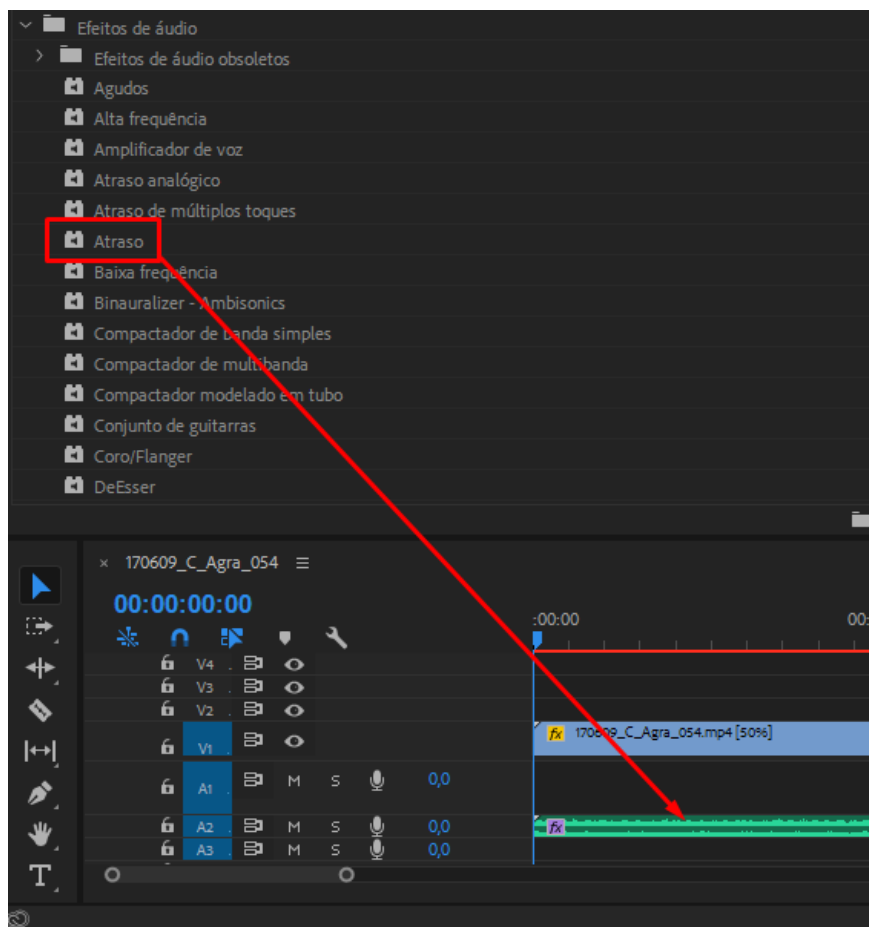 Efeitos de áudio
Efeitos de áudio obsoletos
Agudos
Alta frequência
Amplificador de voz
Atraso analógico
Atraso de múltiplos toques
Atraso
Baixa frequência
Binauralizer - Ambisonics
Compactador de banda simples
Compactador de multibanda
Compactador modelado em tubo
Conjunto de guitarras
Coro/Flanger
DeEsser
× 170609_C_Agra_054
00:00:00:00
:00:00 00:
V4
V3
V2
V1 fx 170609_C_Agra_054.mp4 [50%]
A1 M S 0,0
A2 M S 0,0 fx
A3 M S 0,0
T